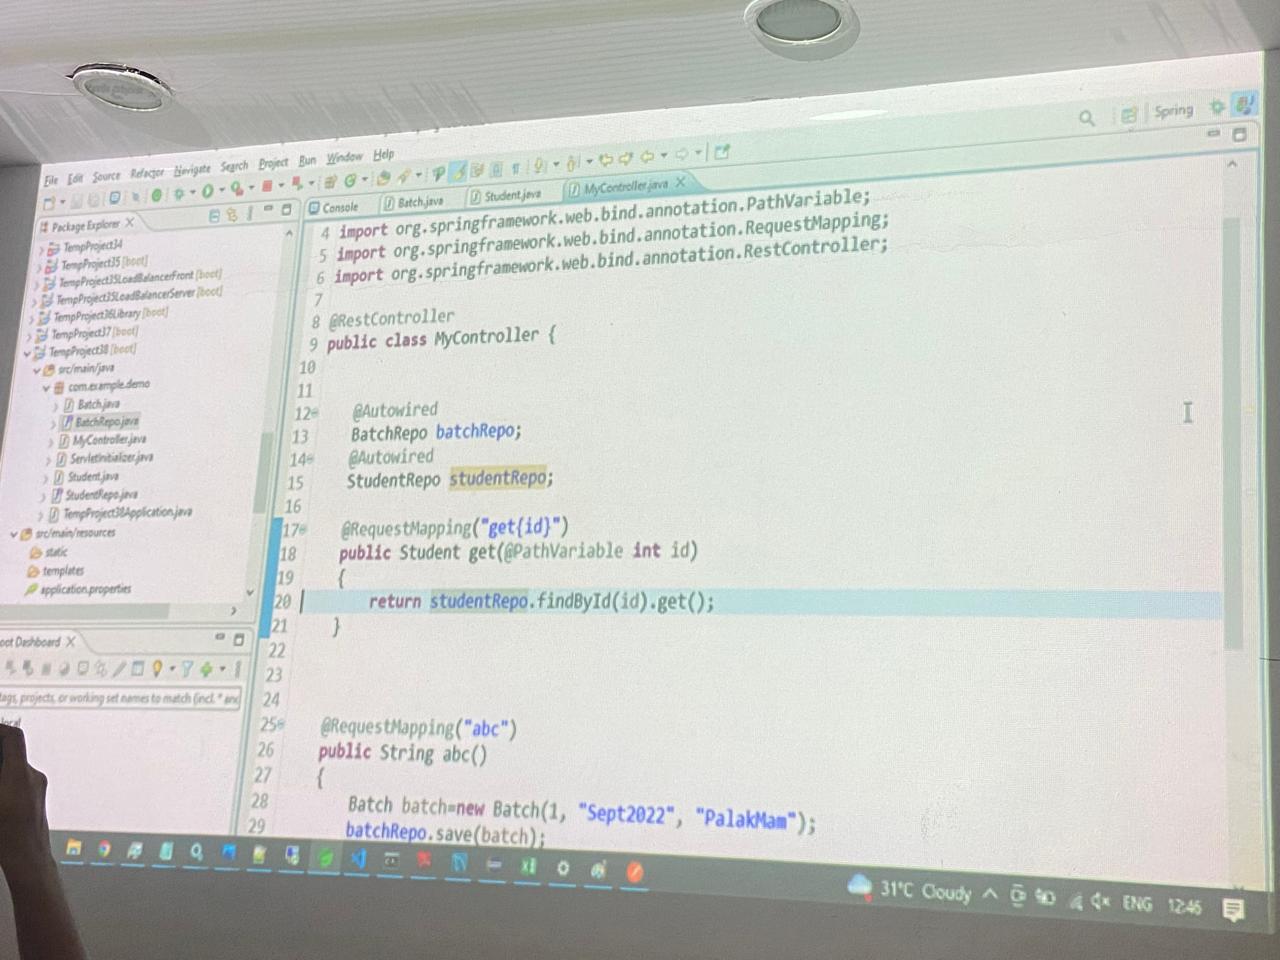 Spring
File Edit Source Refactor Navigate Search Project Run Window Help
Package Explorer
TempProject34
TempProject35 [boot]
TempProject35LoadBalancerFront [boot]
TempProject35LoadBalancerServer [boot]
TempProject36Library [boot]
TempProject37 [boot]
TempProject38 [boot]
src/main/java
com.example.demo
Batch.java
BatchRepo.java
MyController.java
ServletInitializer.java
Student.java
StudentRepo.java
TempProject38Application.java
src/main/resources
static
templates
application.properties
oot Dashboard
tags, projects, or working set names to match (incl. * and
local
Console Batch.java Student.java MyController.java
4 import org.springframework.web.bind.annotation.PathVariable;
5 import org.springframework.web.bind.annotation.RequestMapping;
6 import org.springframework.web.bind.annotation.RestController;
7
8 @RestController
9 public class MyController {
10
11
12 @Autowired
13 BatchRepo batchRepo;
14 @Autowired
15 StudentRepo studentRepo;
16
17 @RequestMapping("get{id}")
18 public Student get(@PathVariable int id)
19 {
20 return studentRepo.findById(id).get();
21 }
22
23
24
25 @RequestMapping("abc")
26 public String abc()
27 {
28 Batch batch=new Batch(1, "Sept2022", "PalakMam");
29 batchRepo.save(batch);
31°C Cloudy ENG 12:46